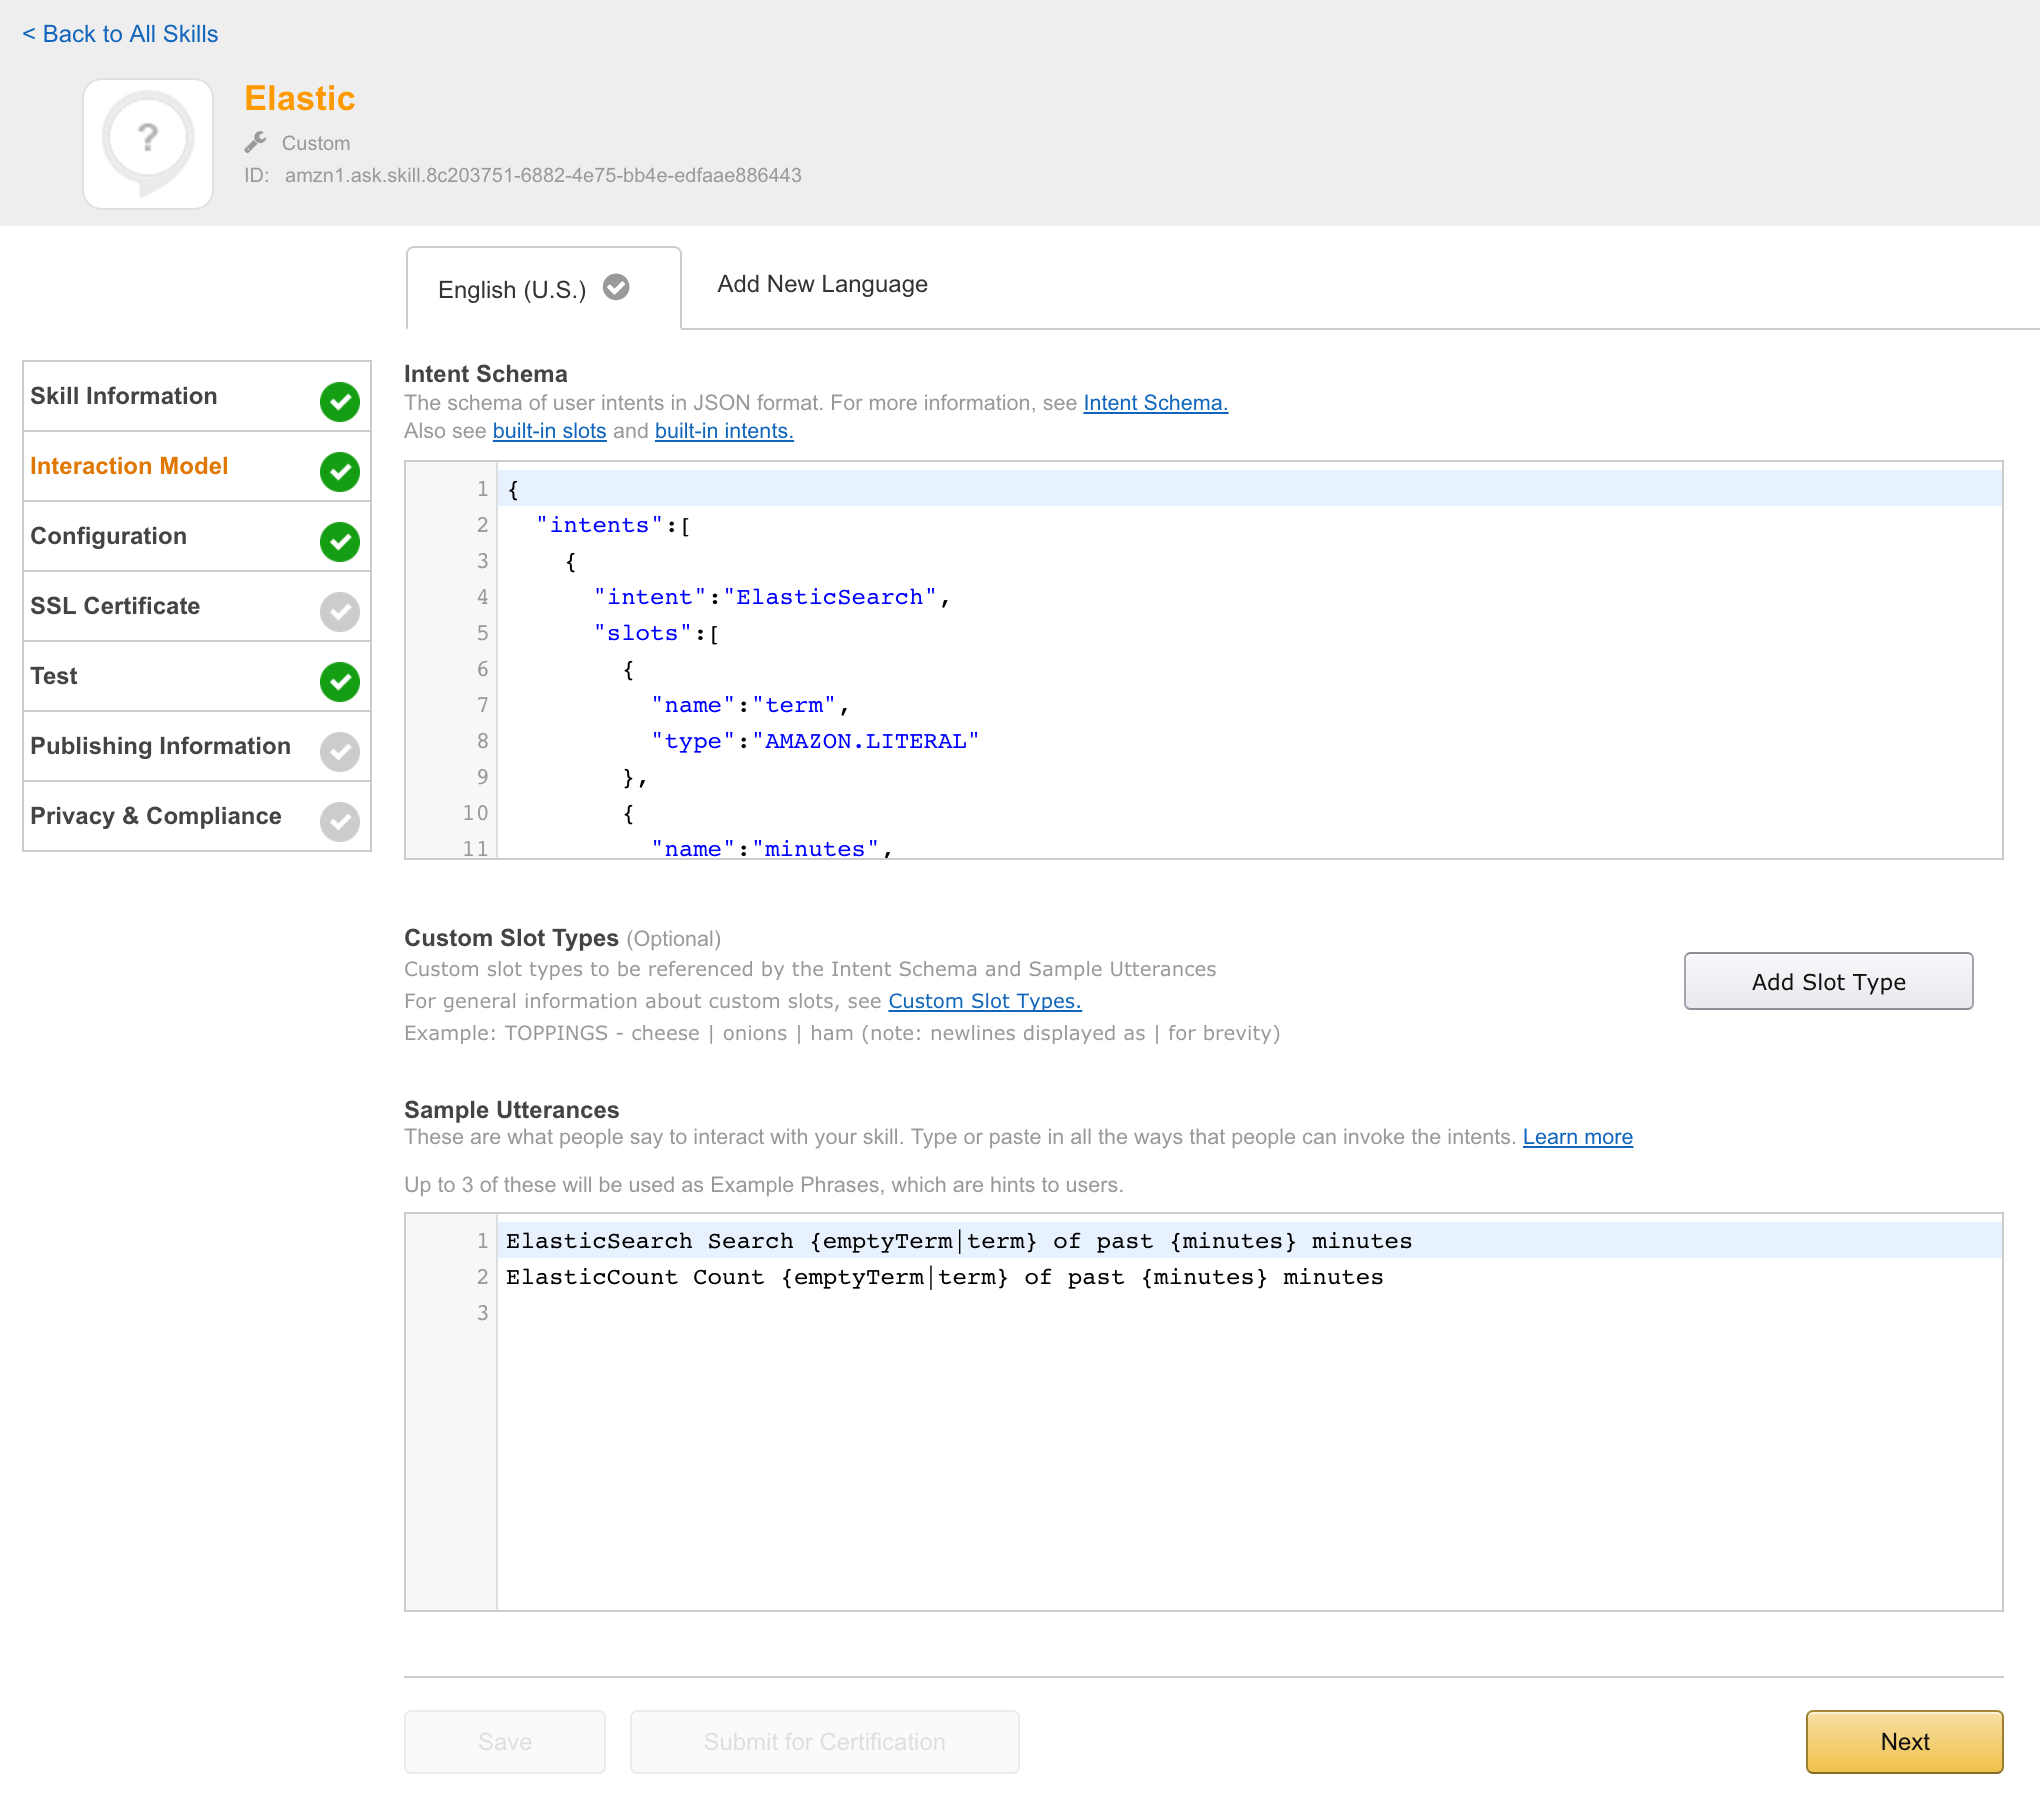 < Back to All Skills
?
Elastic
Custom
ID: amzn1.ask.skill.8c203751-6882-4e75-bb4e-edfaae886443
English (U.S.)
Add New Language
Skill Information
Interaction Model
Configuration
SSL Certificate
Test
Publishing Information
Privacy & Compliance
Intent Schema
The schema of user intents in JSON format. For more information, see Intent Schema.
Also see built-in slots and built-in intents.
1 {
2 "intents":[
3 {
4 "intent":"ElasticSearch",
5 "slots":[
6 {
7 "name":"term",
8 "type":"AMAZON.LITERAL"
9 },
10 {
11 "name":"minutes",
Custom Slot Types (Optional)
Custom slot types to be referenced by the Intent Schema and Sample Utterances
For general information about custom slots, see Custom Slot Types.
Example: TOPPINGS - cheese | onions | ham (note: newlines displayed as | for brevity)
Add Slot Type
Sample Utterances
These are what people say to interact with your skill. Type or paste in all the ways that people can invoke the intents. Learn more
Up to 3 of these will be used as Example Phrases, which are hints to users.
1 ElasticSearch Search {emptyTerm|term} of past {minutes} minutes
2 ElasticCount Count {emptyTerm|term} of past {minutes} minutes
3
Save
Submit for Certification
Next